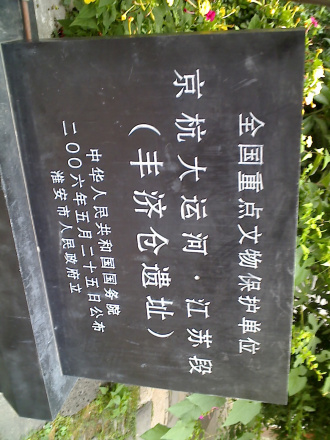 全国重点文物保护单位
京杭大运河·江苏段
（丰济仓遗址）
中华人民共和国国务院
二〇〇六年五月二十五日公布
淮安市人民政府立